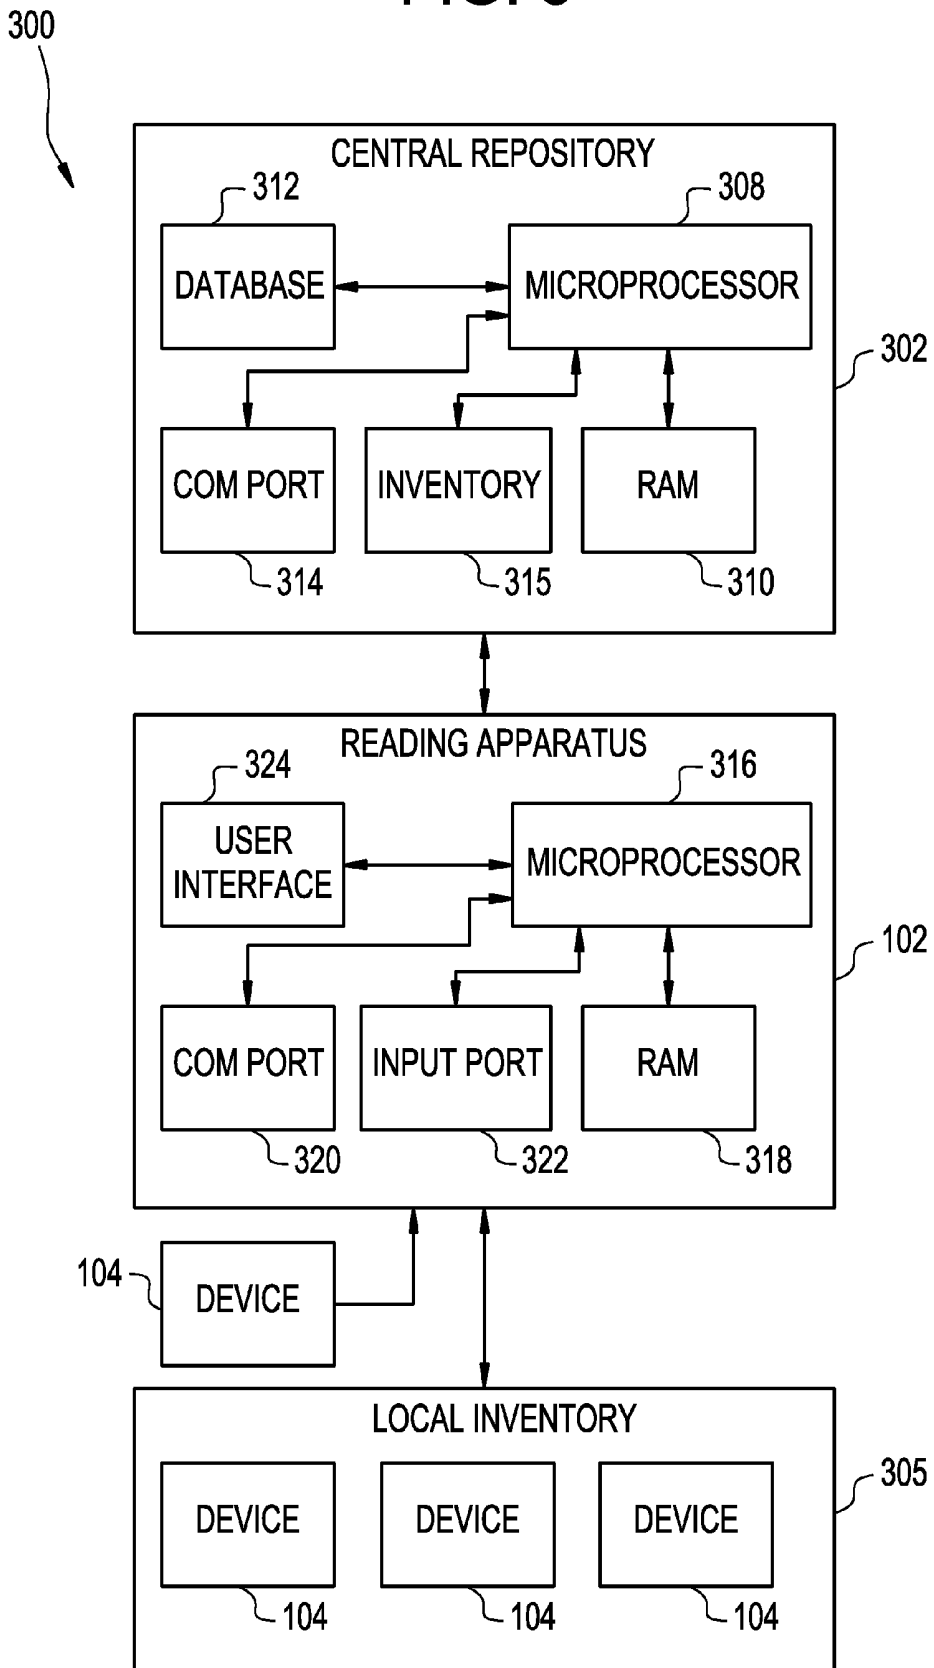 300
CENTRAL REPOSITORY
312
308
DATABASE
MICROPROCESSOR
302
COM PORT
INVENTORY
RAM
314
315
310
READING APPARATUS
324
316
USER
INTERFACE
MICROPROCESSOR
102
COM PORT
INPUT PORT
RAM
320
322
318
104
DEVICE
LOCAL INVENTORY
305
DEVICE
DEVICE
DEVICE
104
104
104